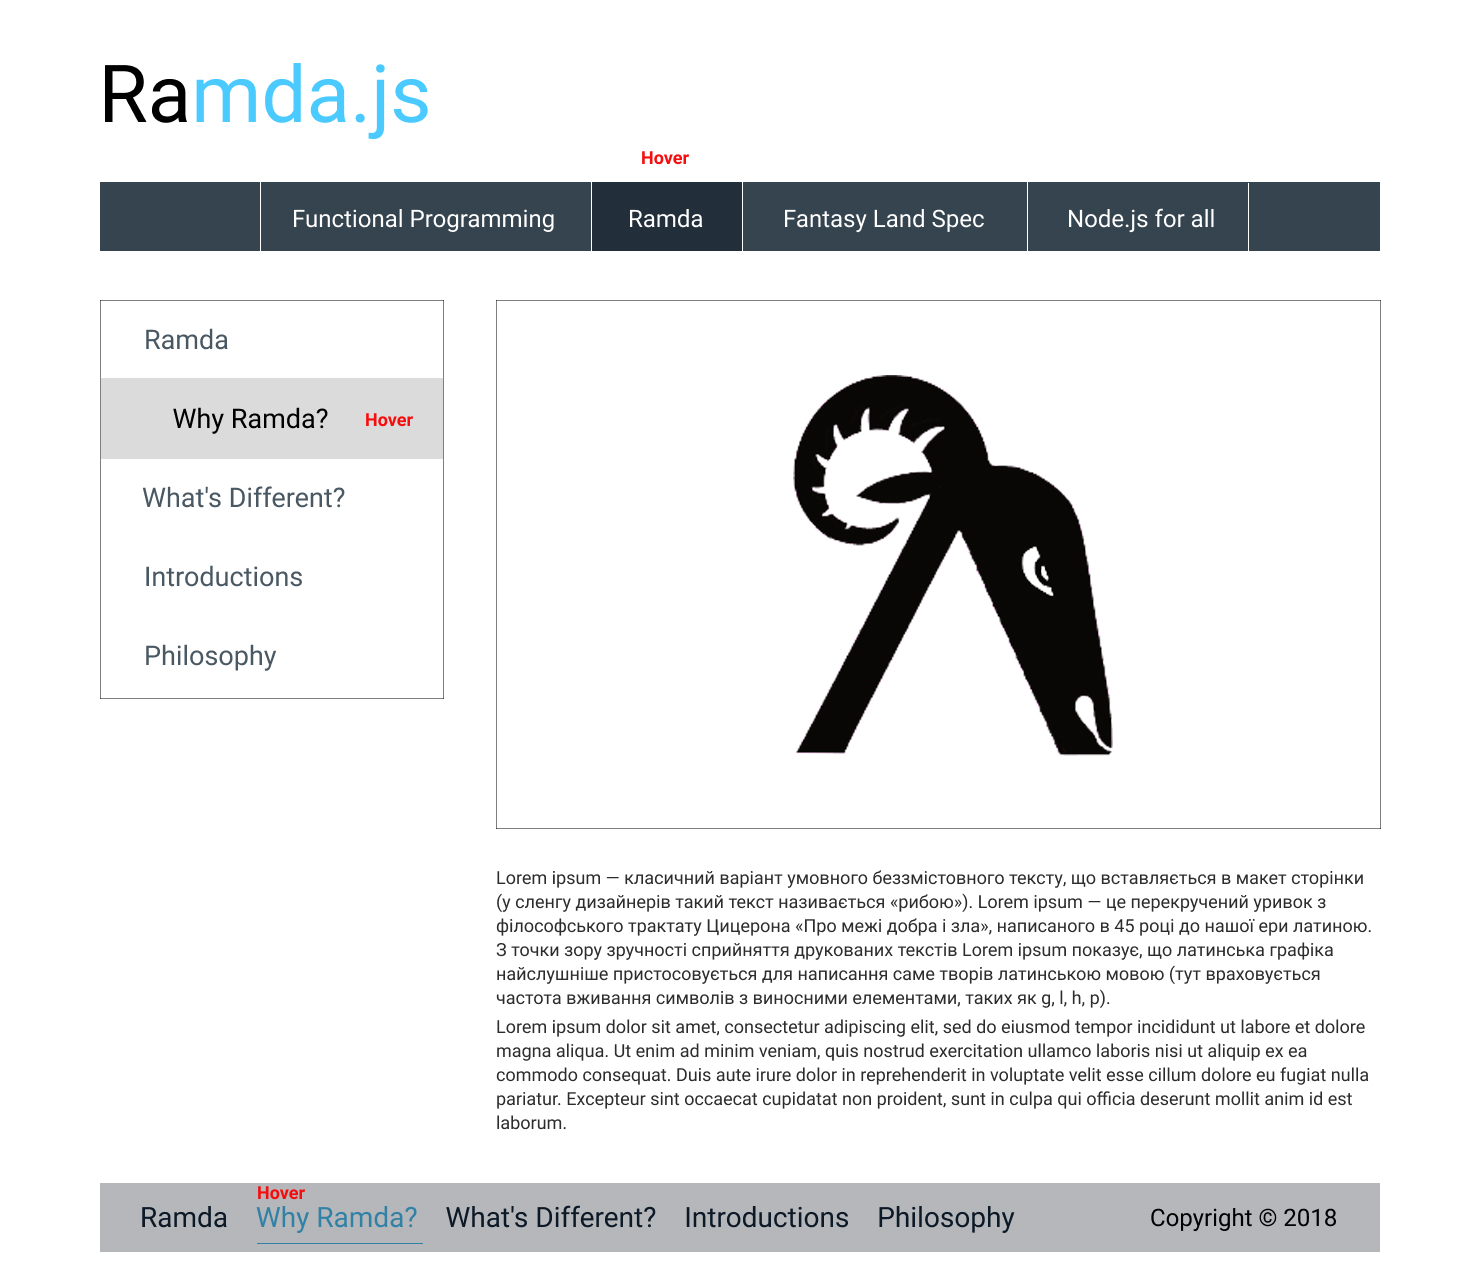 Ramda.js
Hover
Functional Programming
Ramda
Fantasy Land Spec
Node.js for all
Ramda
Why Ramda?
Hover
What's Different?
Introductions
Philosophy
Lorem ipsum — класичний варіант умовного беззмістовного тексту, що вставляється в макет сторінки
(у сленгу дизайнерів такий текст називається «рибою»). Lorem ipsum — це перекручений уривок з
філософського трактату Цицерона «Про межі добра і зла», написаного в 45 році до нашої ери латиною.
З точки зору зручності сприйняття друкованих текстів Lorem ipsum показує, що латинська графіка
найслушніше пристосовується для написання саме творів латинською мовою (тут враховується
частота вживання символів з виносними елементами, таких як g, l, h, p).
Lorem ipsum dolor sit amet, consectetur adipiscing elit, sed do eiusmod tempor incididunt ut labore et dolore
magna aliqua. Ut enim ad minim veniam, quis nostrud exercitation ullamco laboris nisi ut aliquip ex ea
commodo consequat. Duis aute irure dolor in reprehenderit in voluptate velit esse cillum dolore eu fugiat nulla
pariatur. Excepteur sint occaecat cupidatat non proident, sunt in culpa qui officia deserunt mollit anim id est
laborum.
Hover
Ramda
Why Ramda?
What's Different?
Introductions
Philosophy
Copyright © 2018